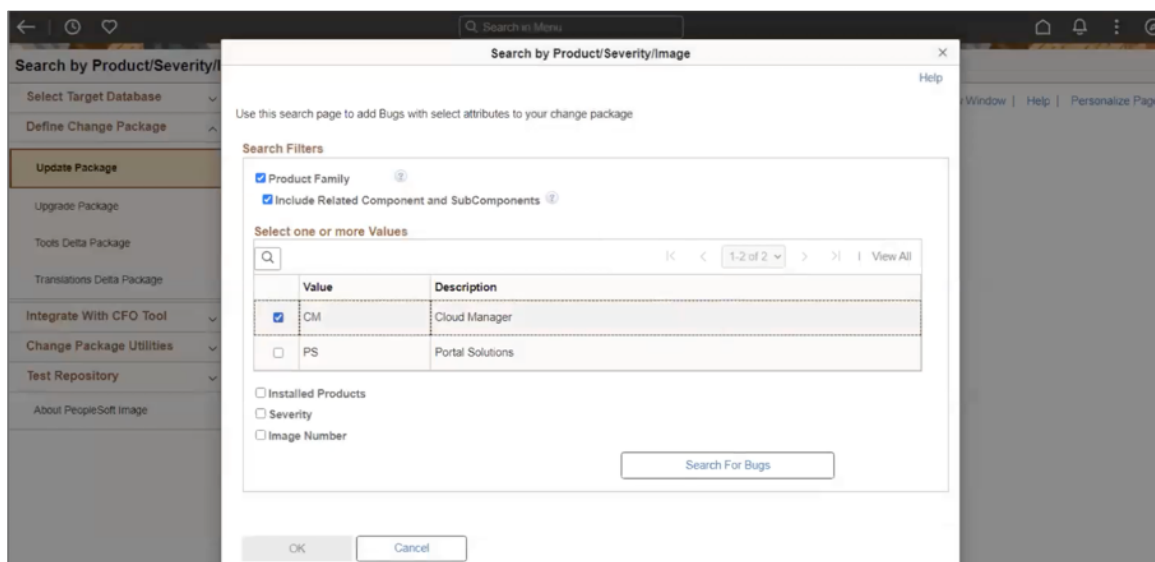 Search in Menu
Search by Product/Severity/I
Select Target Database
Define Change Package
Update Package
Upgrade Package
Tools Delta Package
Translations Delta Package
Integrate With CFO Tool
Change Package Utilities
Test Repository
About PeopleSoft Image
Window | Help | Personalize Page
Search by Product/Severity/Image
Help
Use this search page to add Bugs with select attributes to your change package
Search Filters
Product Family
Include Related Component and SubComponents
Select one or more Values
1-2 of 2
View All
Value Description
CM Cloud Manager
PS Portal Solutions
Installed Products
Severity
Image Number
Search For Bugs
OK Cancel